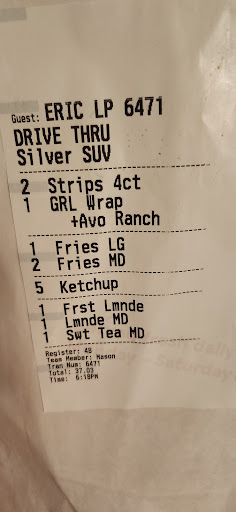 Guest: ERIC LP 6471
DRIVE THRU
Silver SUV
2 Strips 4ct
1 GRL Wrap
+Avo Ranch
1 Fries LG
2 Fries MD
5 Ketchup
1 Frst Lmnde
1 Lmnde MD
1 Swt Tea MD
Register: 48
Team Member: Mason
Tran Num: 6471
Total: 37.03
Time: 6:18PM